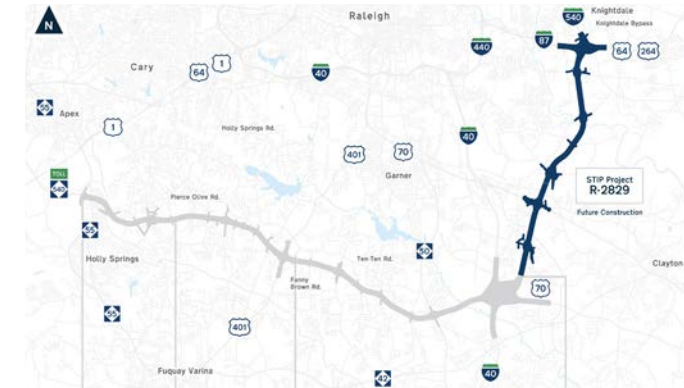 N
Raleigh
540
Knightdale
Knightdale Bypass
87
440
64
264
1
64
Cary
40
55
Apex
1
Holly Springs Rd.
40
401
70
Garner
TOLL
540
STIP Project
R-2829
Future Construction
Pierce Olive Rd.
55
50
Holly Springs
Ten-Ten Rd.
Clayton
Fanny
Brown Rd.
70
55
401
Fuquay Varina
42
40